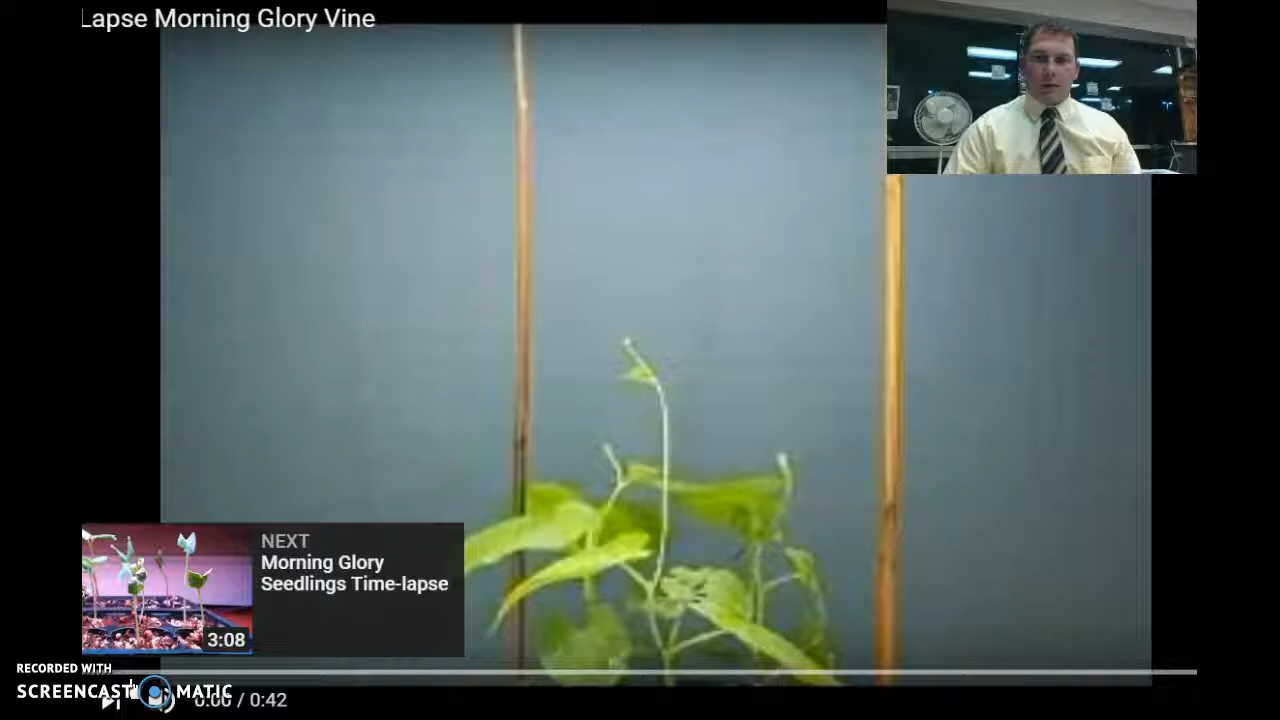 Lapse Morning Glory Vine
NEXT
Morning Glory
Seedlings Time-lapse
3:08
RECORDED WITH
SCREENCAST MATIC
0:00 / 0:42